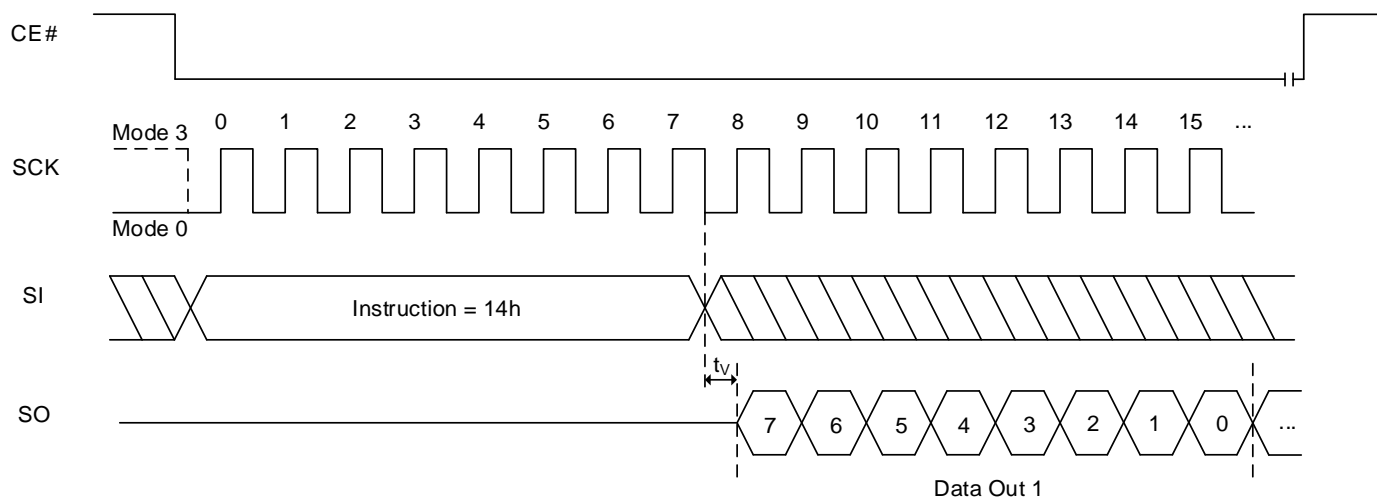 CE#
0 1 2 3 4 5 6 7 8 9 10 11 12 13 14 15 ...
Mode 3
SCK
Mode 0
SI
Instruction = 14h
tV
SO
7 6 5 4 3 2 1 0 ...
Data Out 1